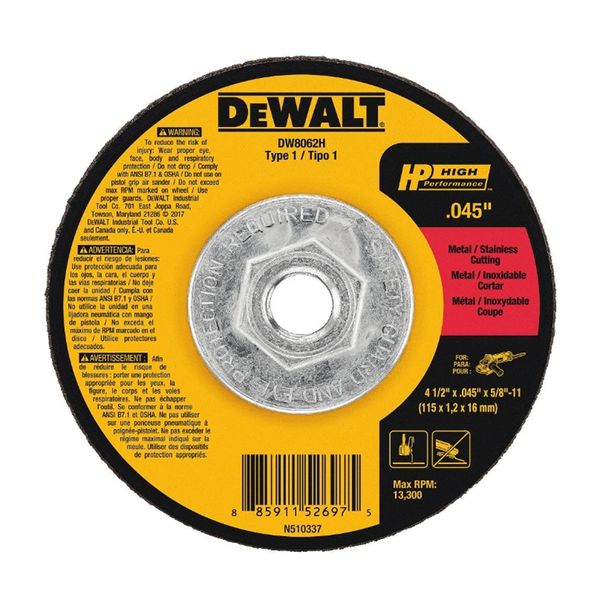 DEWALT®
DW8062H
Type 1 / Tipo 1
HP HIGH
Performance™
.045"
Metal / Stainless
Cutting
Metal / Inoxidable
Cortar
Métal / Inoxydable
Coupe
FOR:
PARA:
POUR :
4 1/2" x .045" x 5/8"-11
(115 x 1,2 x 16 mm)
Max RPM:
13,300
WARNING:
To reduce the risk of
injury: Wear proper eye,
face, body and respiratory
protection / Do not drop / Comply
with ANSI B7.1 & OSHA / Do not use on
pistol grip air sander / Do not exceed
max RPM marked on wheel / Use
proper guards. DEWALT Industrial
Tool Co. 701 East Joppa Road,
Towson, Maryland 21286 © 2017
DEWALT Industrial Tool Co. U.S.
and Canada only. É.-U. et Canada
seulement.
ADVERTENCIA: Para
reducir el riesgo de lesiones:
Use protección adecuada para
los ojos, la cara, el cuerpo y
las vías respiratorias / No deje
caer la unidad / Cumpla con
las normas ANSI B7.1 y OSHA /
No utilice la unidad en una
lijadora neumática con mango
de pistola / No exceda el
máximo de RPM marcado en el
disco / Utilice protectores
adecuados.
AVERTISSEMENT : Afin
de réduire le risque de
blessures : porter une protection
appropriée pour les yeux, la
figure, le corps et les voies
respiratoires / Ne pas échapper
l'outil. Se conformer à la norme
ANSI B7.1 et OSHA. Ne pas utiliser
sur une ponceuse pneumatique à
poignée-pistolet. Ne pas excéder le
régime maximal indiqué sur la
meule. Utiliser des dispositifs
de protection appropriés.
SAFETY GUARD AND EYE PROTECTION REQUIRED
8 85911 52697 5
N510337